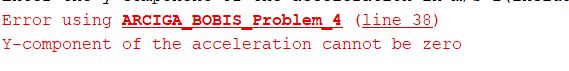 Error using ARCIGA_BOBIS_Problem_4 (line 38)
Y-component of the acceleration cannot be zero